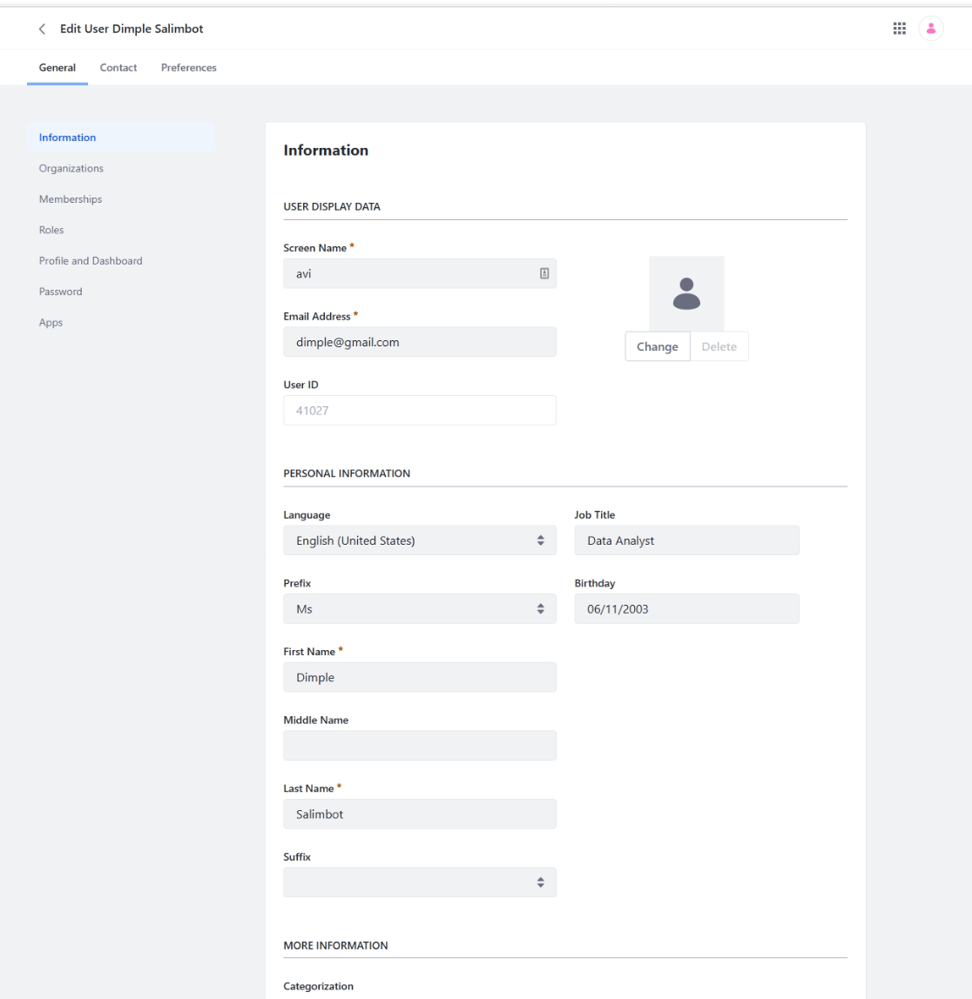 Edit User Dimple Salimbot
General Contact Preferences
Information
Organizations
Memberships
Roles
Profile and Dashboard
Password
Apps
Information
USER DISPLAY DATA
Screen Name *
avi
Email Address *
dimple@gmail.com
Change Delete
User ID
41027
PERSONAL INFORMATION
Language
English (United States)
Job Title
Data Analyst
Prefix
Ms
Birthday
06/11/2003
First Name *
Dimple
Middle Name
Last Name *
Salimbot
Suffix
MORE INFORMATION
Categorization